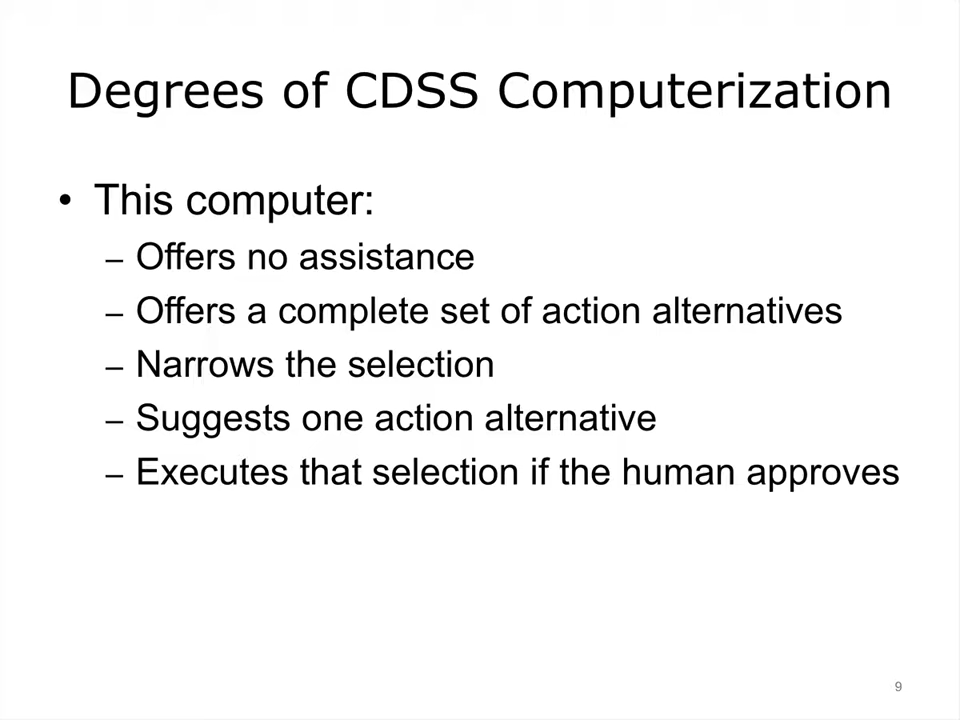 Degrees of CDSS Computerization
• This computer:
– Offers no assistance
– Offers a complete set of action alternatives
– Narrows the selection
– Suggests one action alternative
– Executes that selection if the human approves
9